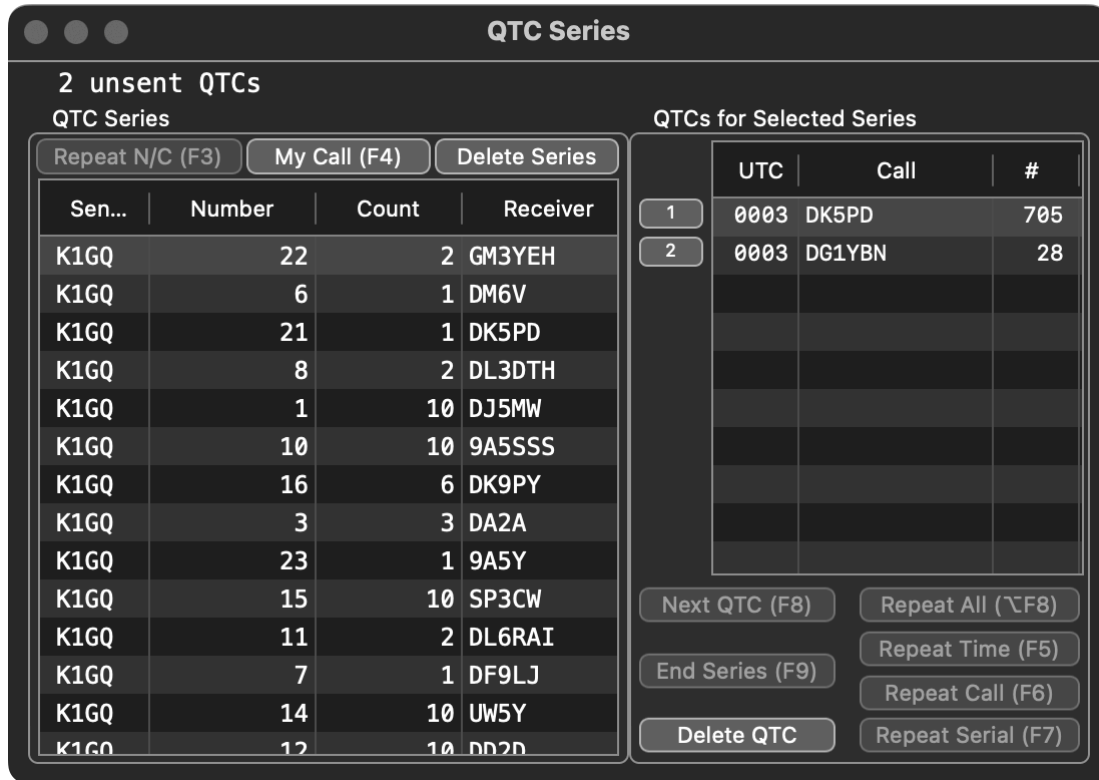 QTC Series
2 unsent QTCs
QTC Series
Repeat N/C (F3) My Call (F4) Delete Series
Sen... Number Count Receiver
K1GQ 22 2 GM3YEH
K1GQ 6 1 DM6V
K1GQ 21 1 DK5PD
K1GQ 8 2 DL3DTH
K1GQ 1 10 DJ5MW
K1GQ 10 10 9A5SSS
K1GQ 16 6 DK9PY
K1GQ 3 3 DA2A
K1GQ 23 1 9A5Y
K1GQ 15 10 SP3CW
K1GQ 11 2 DL6RAI
K1GQ 7 1 DF9LJ
K1GQ 14 10 UW5Y
K1GQ 12 10 DD2D
QTCs for Selected Series
UTC Call #
1 0003 DK5PD 705
2 0003 DG1YBN 28
Next QTC (F8) Repeat All (⌥F8)
Repeat Time (F5)
End Series (F9)
Repeat Call (F6)
Delete QTC Repeat Serial (F7)